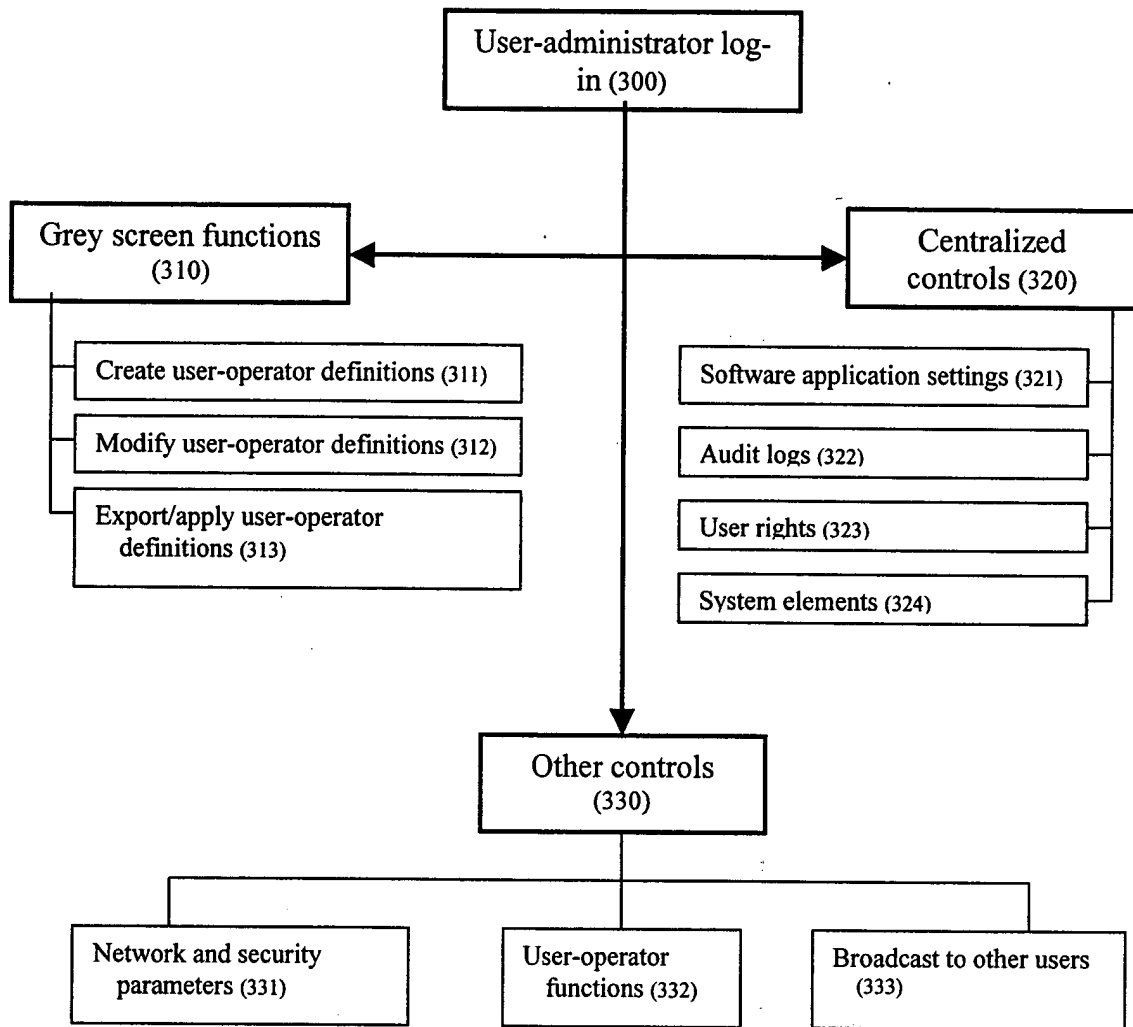 User-administrator log-
in (300)
Grey screen functions
(310)
Centralized
controls (320)
Create user-operator definitions (311)
Modify user-operator definitions (312)
Export/apply user-operator
definitions (313)
Software application settings (321)
Audit logs (322)
User rights (323)
System elements (324)
Other controls
(330)
Network and security
parameters (331)
User-operator
functions (332)
Broadcast to other users
(333)